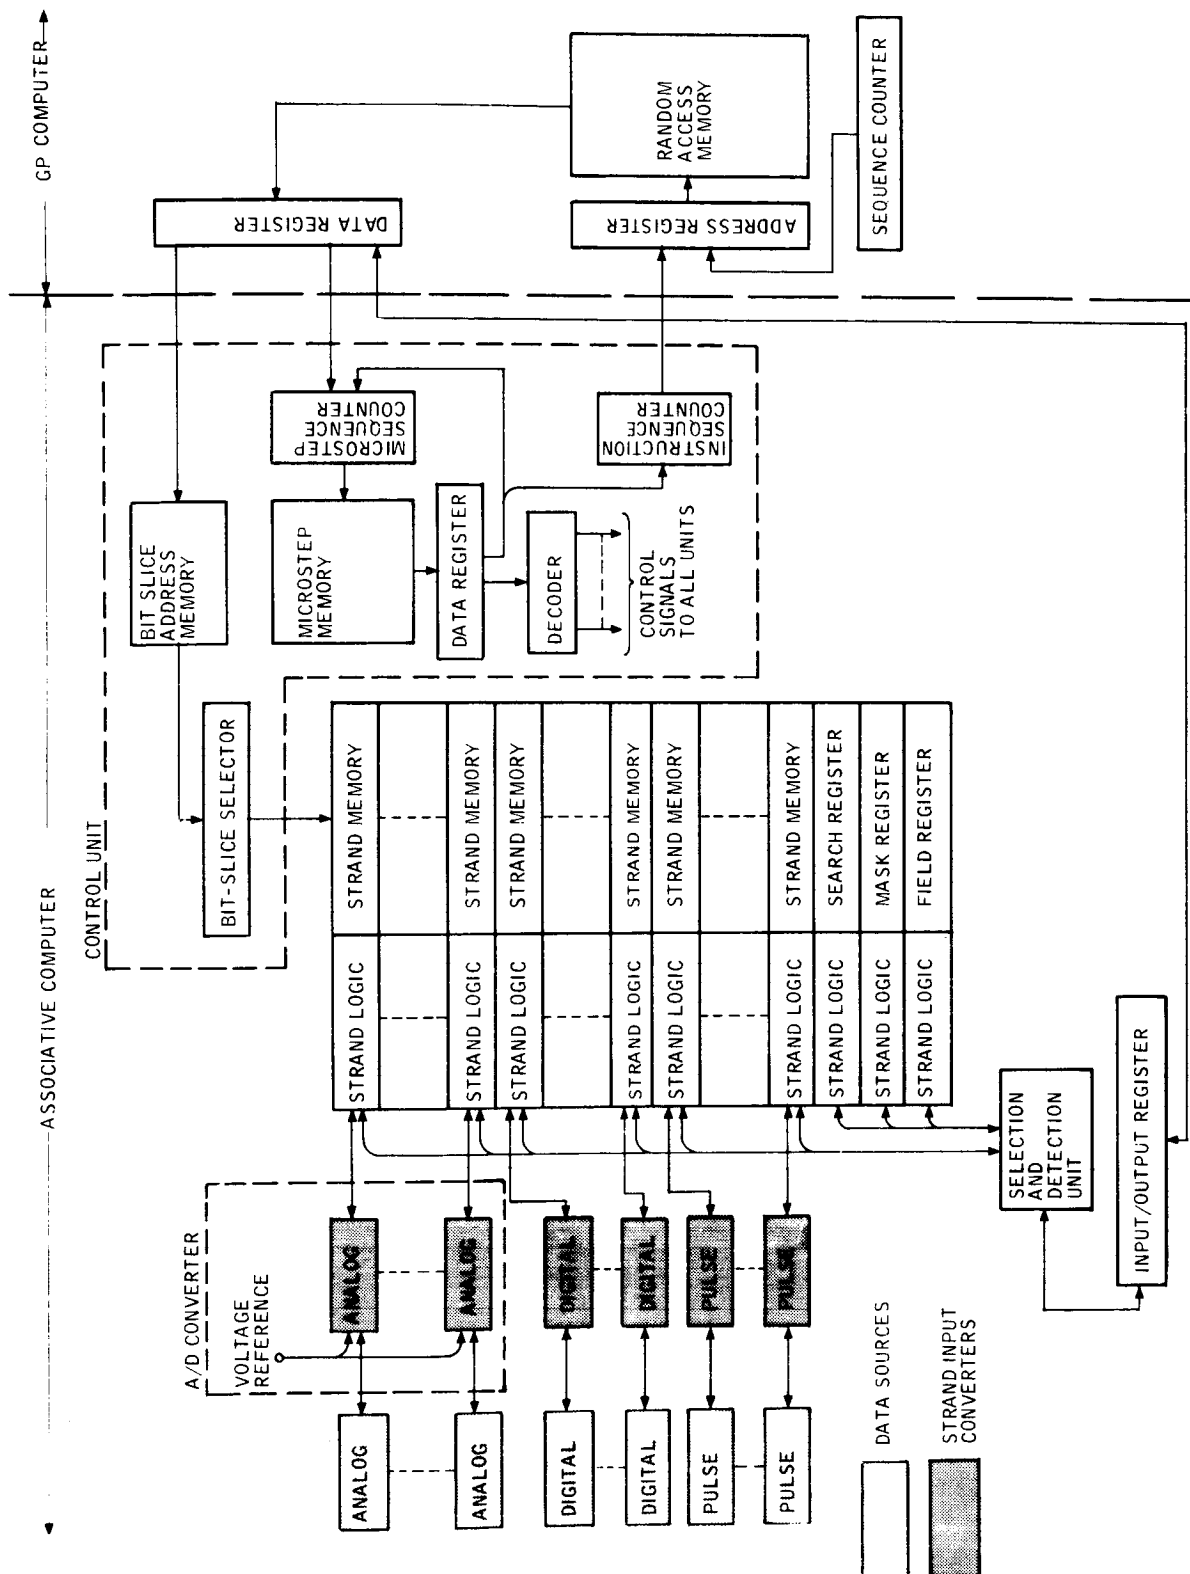 ASSOCIATIVE COMPUTER
GP COMPUTER
CONTROL UNIT
BIT-SLICE SELECTOR
BIT SLICE
ADDRESS
MEMORY
DATA REGISTER
MICROSTEP
MEMORY
MICROSTEP
SEQUENCE
COUNTER
DATA REGISTER
DECODER
CONTROL
SIGNALS
TO ALL UNITS
INSTRUCTION
SEQUENCE
COUNTER
ADDRESS REGISTER
RANDOM
ACCESS
MEMORY
SEQUENCE COUNTER
A/D CONVERTER
VOLTAGE
REFERENCE
ANALOG
ANALOG
STRAND LOGIC
STRAND MEMORY
ANALOG
ANALOG
STRAND LOGIC
STRAND MEMORY
DIGITAL
DIGITAL
STRAND LOGIC
STRAND MEMORY
DIGITAL
DIGITAL
STRAND LOGIC
STRAND MEMORY
PULSE
PULSE
STRAND LOGIC
STRAND MEMORY
PULSE
PULSE
STRAND LOGIC
STRAND MEMORY
STRAND LOGIC
SEARCH REGISTER
STRAND LOGIC
MASK REGISTER
STRAND LOGIC
FIELD REGISTER
SELECTION
AND
DETECTION
UNIT
INPUT/OUTPUT REGISTER
DATA SOURCES
STRAND INPUT
CONVERTERS